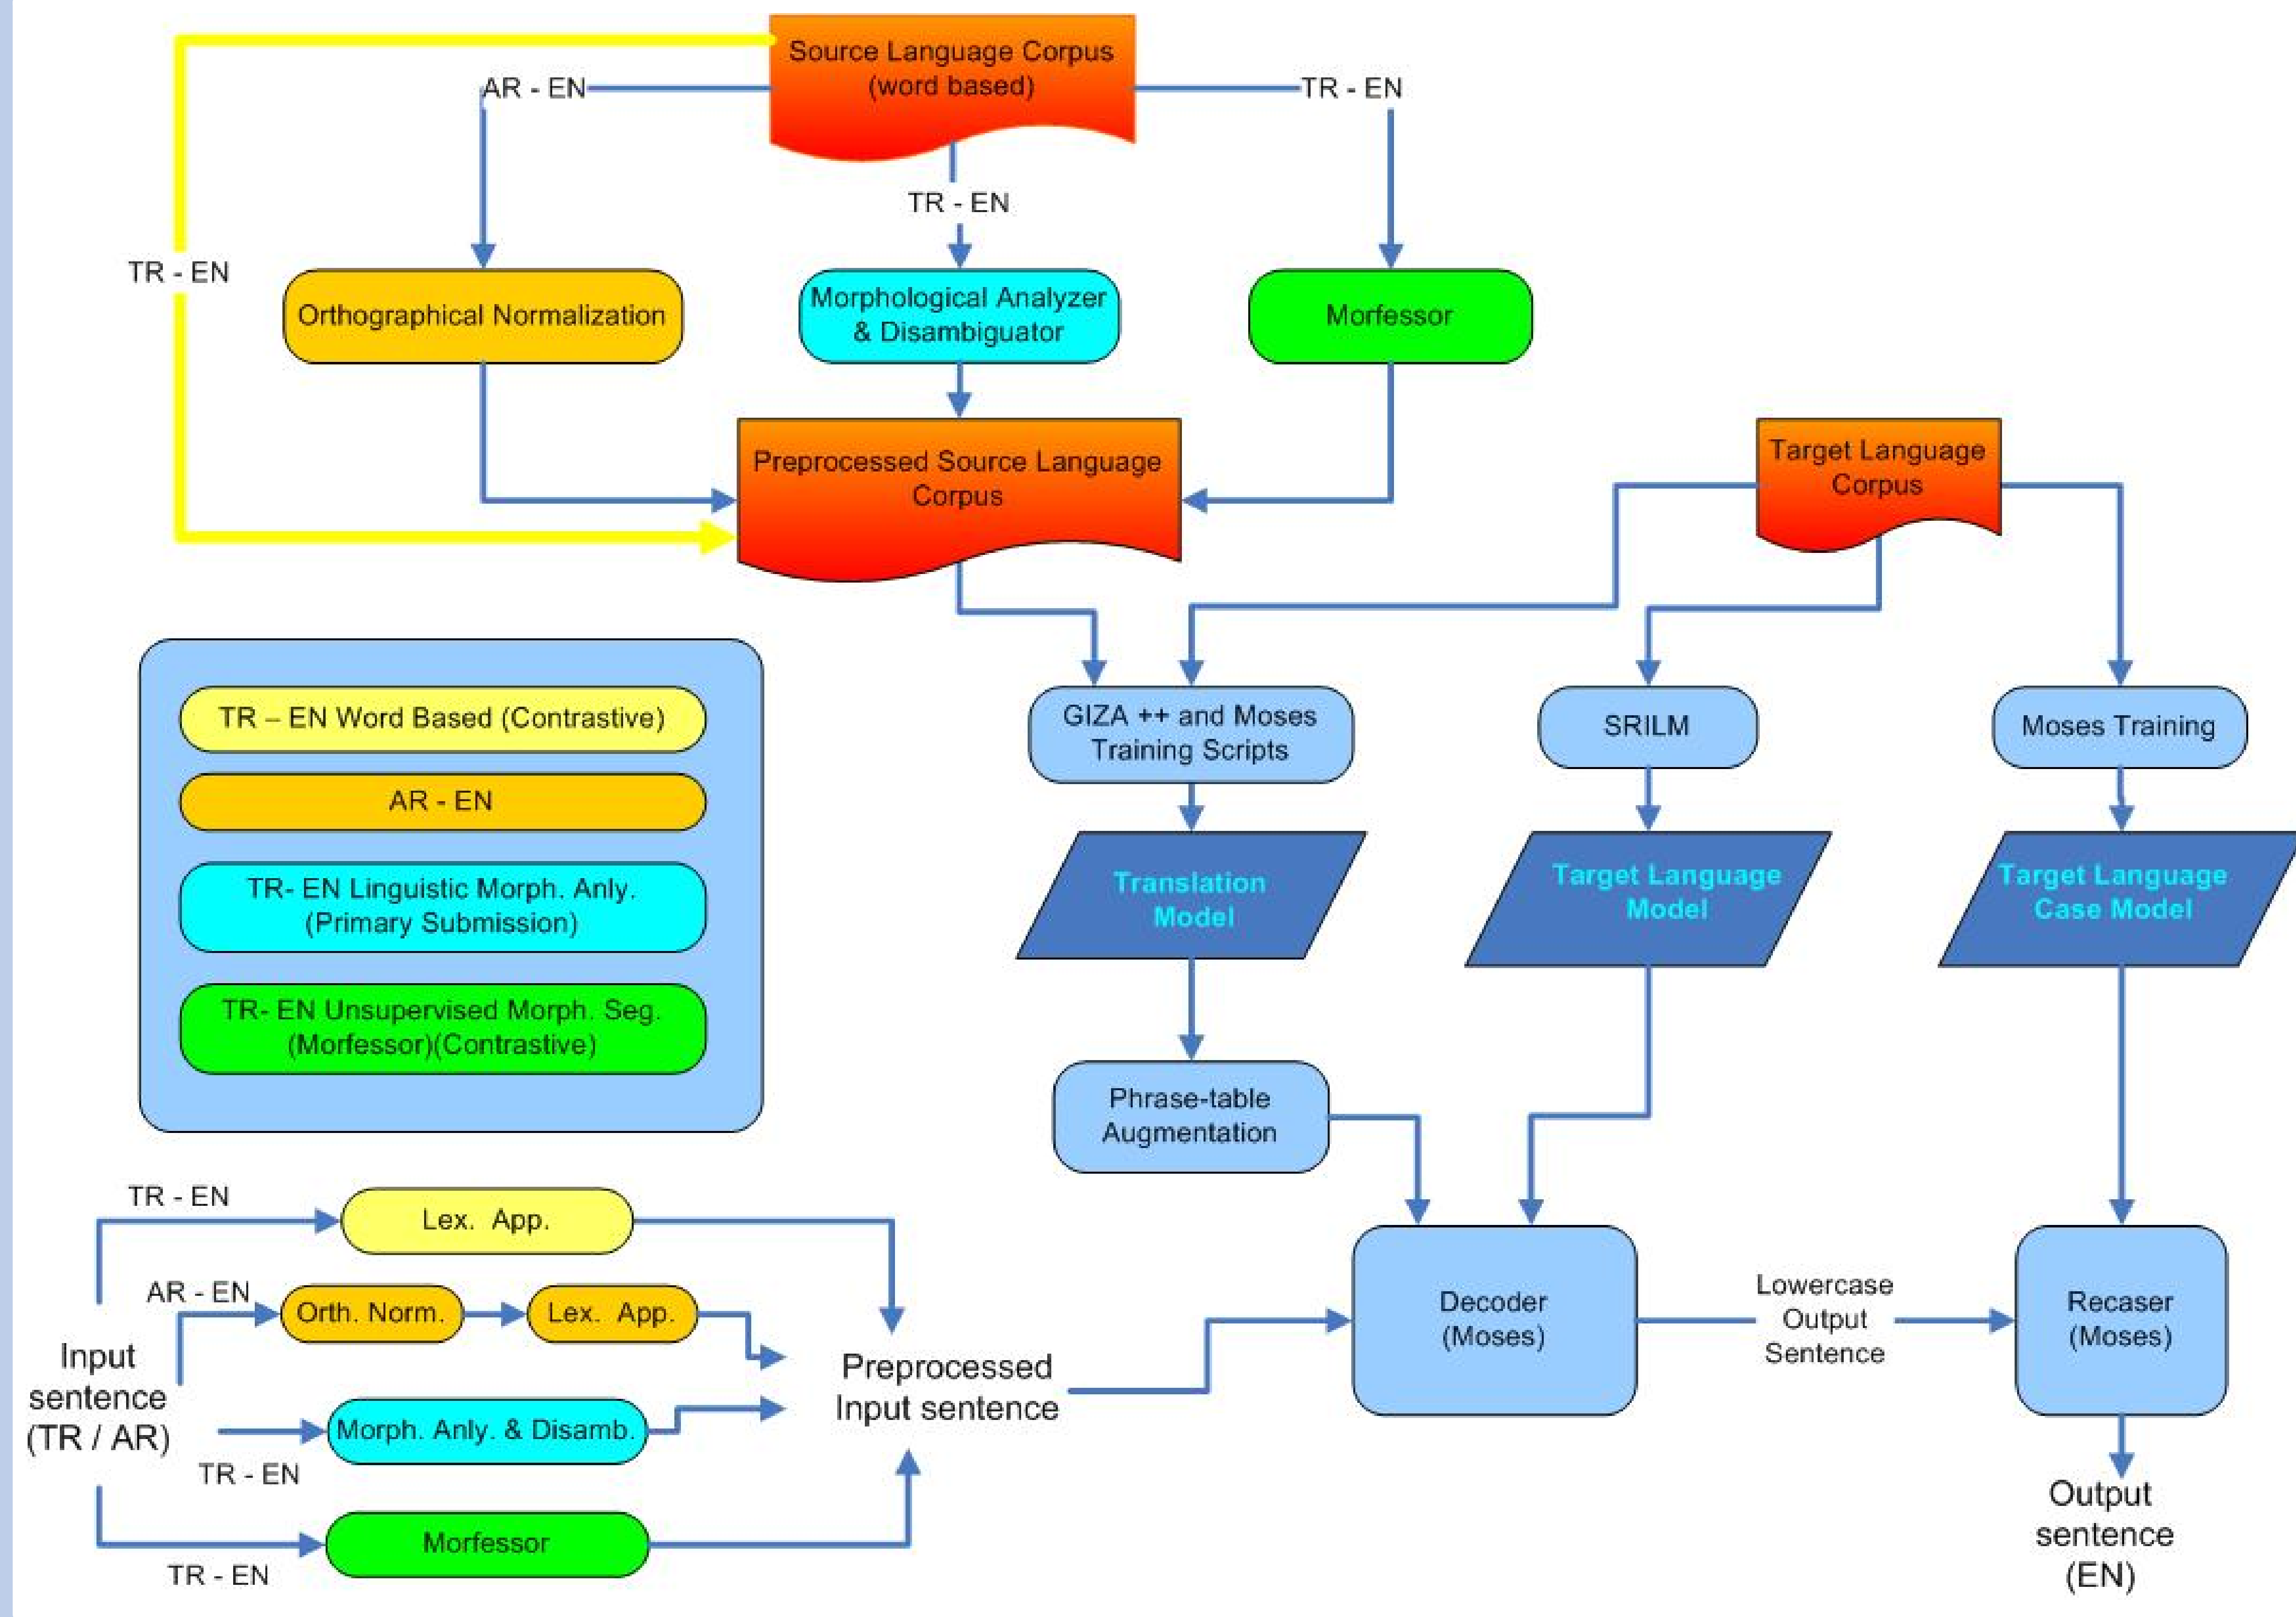 Source Language Corpus
(word based)
AR - EN
TR - EN
TR - EN
TR - EN
Orthographical Normalization
Morphological Analyzer
& Disambiguator
Morfessor
Preprocessed Source Language
Corpus
Target Language
Corpus
TR – EN Word Based (Contrastive)
AR - EN
TR- EN Linguistic Morph. Anly.
(Primary Submission)
TR- EN Unsupervised Morph. Seg.
(Morfessor)(Contrastive)
GIZA ++ and Moses
Training Scripts
SRILM
Moses Training
Translation
Model
Target Language
Model
Target Language
Case Model
Phrase-table
Augmentation
TR - EN
Lex. App.
AR - EN
Orth. Norm.
Lex. App.
Input
sentence
(TR / AR)
Morph. Anly. & Disamb.
TR - EN
Morfessor
TR - EN
Preprocessed
Input sentence
Decoder
(Moses)
Lowercase
Output
Sentence
Recaser
(Moses)
Output
sentence
(EN)